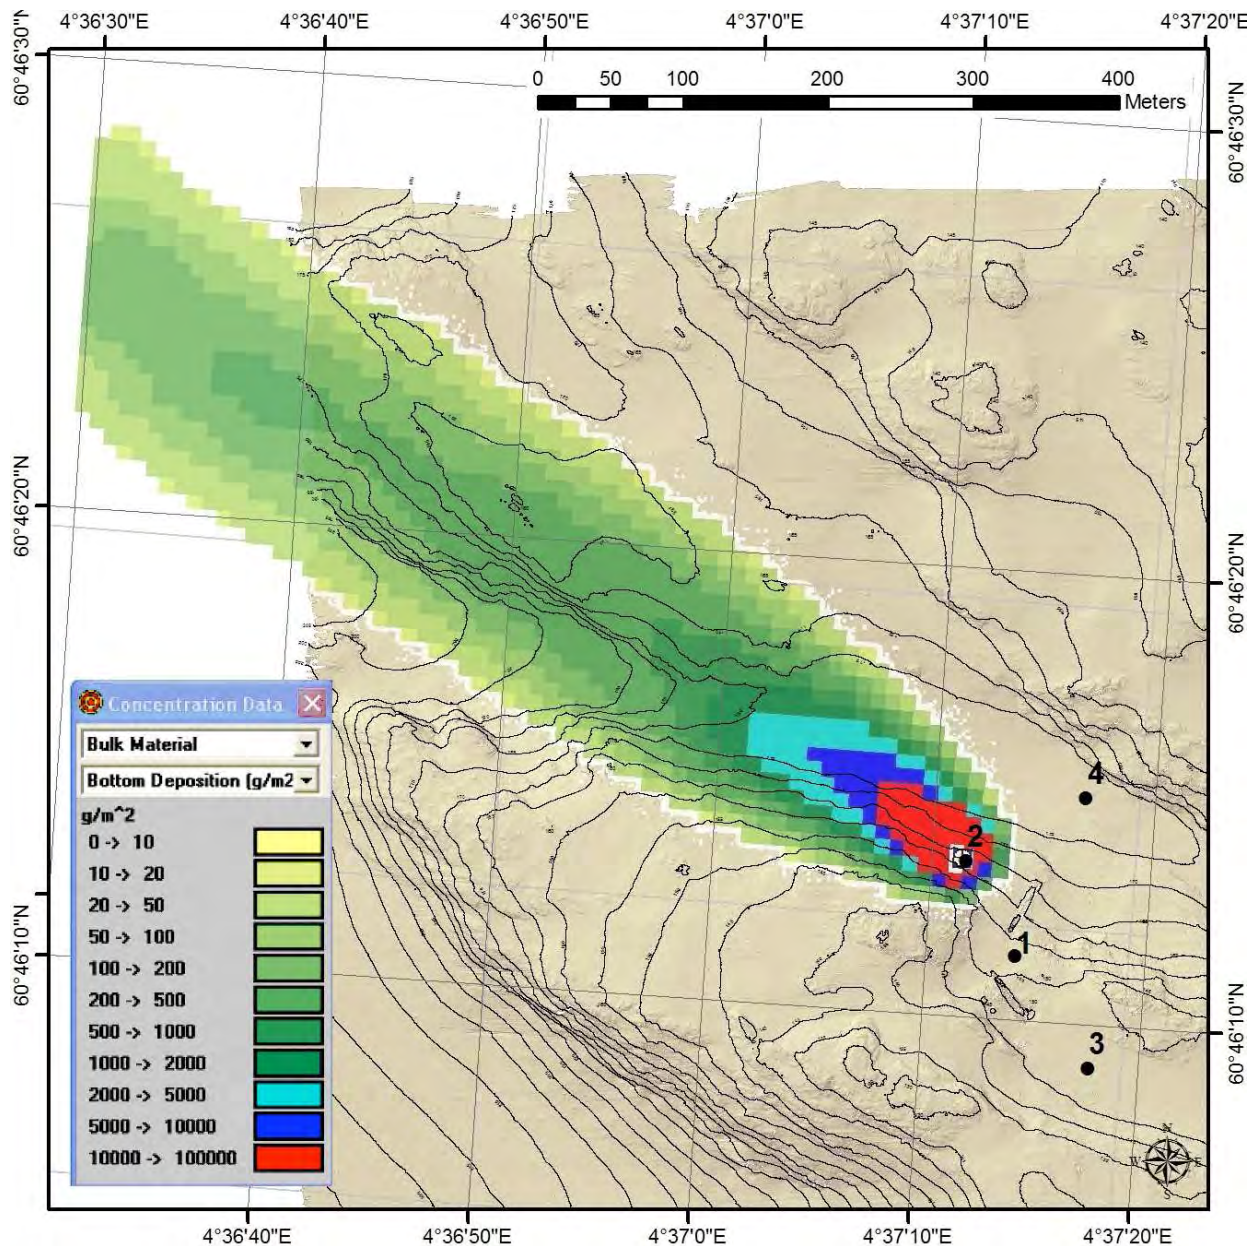 4°36'30"E 4°36'40"E 4°36'50"E 4°37'0"E 4°37'10"E 4°37'20"E
60°46'30"N
0 50 100 200 300 400
Meters
60°46'30"N
60°46'20"N
60°46'20"N
Concentration Data
Bulk Material
Bottom Deposition (g/m2
g/m^2
0 -> 10
10 -> 20
20 -> 50
50 -> 100
100 -> 200
200 -> 500
500 -> 1000
1000 -> 2000
2000 -> 5000
5000 -> 10000
10000 -> 100000
4
2
1
3
60°46'10"N
60°46'10"N
N
W E
S
4°36'40"E 4°36'50"E 4°37'0"E 4°37'10"E 4°37'20"E